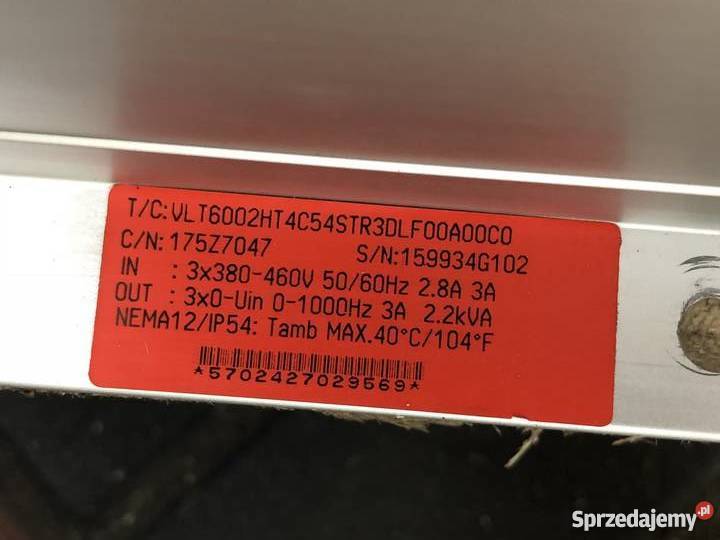 T/C:VLT6002HT4C54STR3DLF00A00C0
C/N:175Z7047 S/N:159934G102
IN : 3x380-460V 50/60Hz 2.8A 3A
OUT : 3x0-Uin 0-1000Hz 3A 2.2kVA
NEMA12/IP54: Tamb MAX.40°C/104°F
*5702427029569*
Sprzedajemy.pl